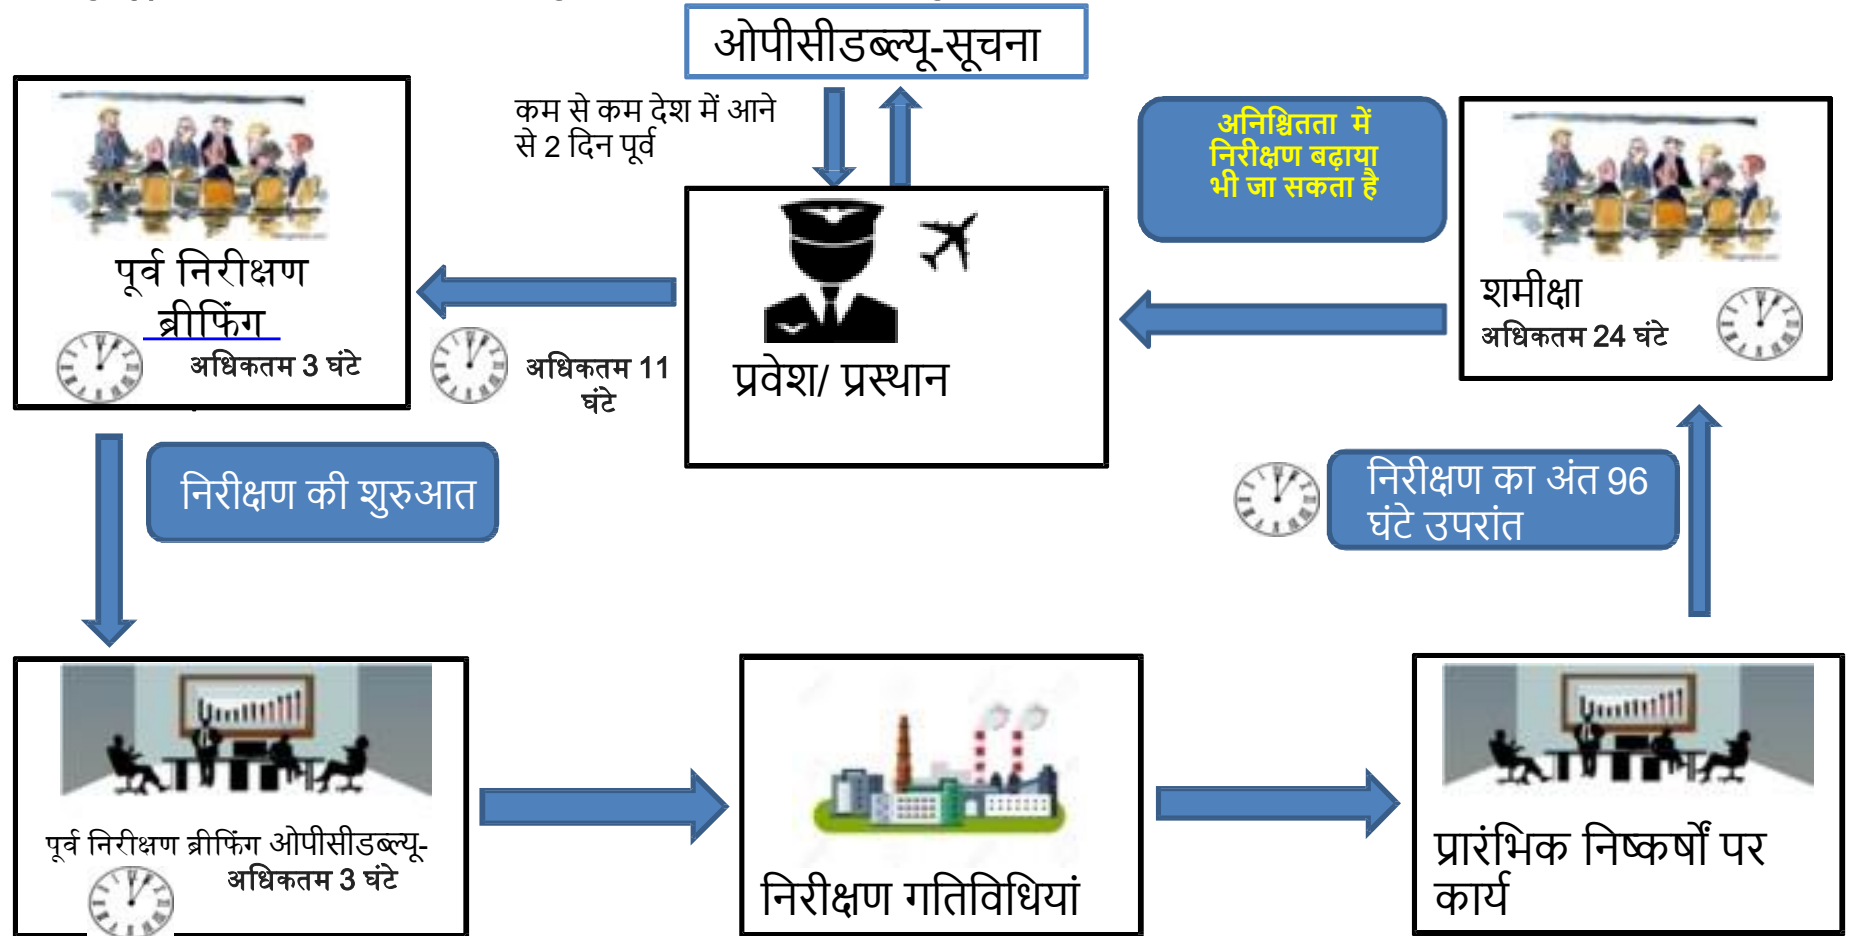 ओपीसीडब्ल्यू-सूचना
कम से कम देश में आने
से 2 दिन पूर्व
अनिश्चितता में
निरीक्षण बढ़ाया
भी जा सकता है
पूर्व निरीक्षण
ब्रीफिंग
अधिकतम 3 घंटे
अधिकतम 11
घंटे
प्रवेश/ प्रस्थान
शमीक्षा
अधिकतम 24 घंटे
निरीक्षण की शुरुआत
निरीक्षण का अंत 96
घंटे उपरांत
पूर्व निरीक्षण ब्रीफिंग ओपीसीडब्ल्यू-
अधिकतम 3 घंटे
निरीक्षण गतिविधियां
प्रारंभिक निष्कर्षों पर
कार्य